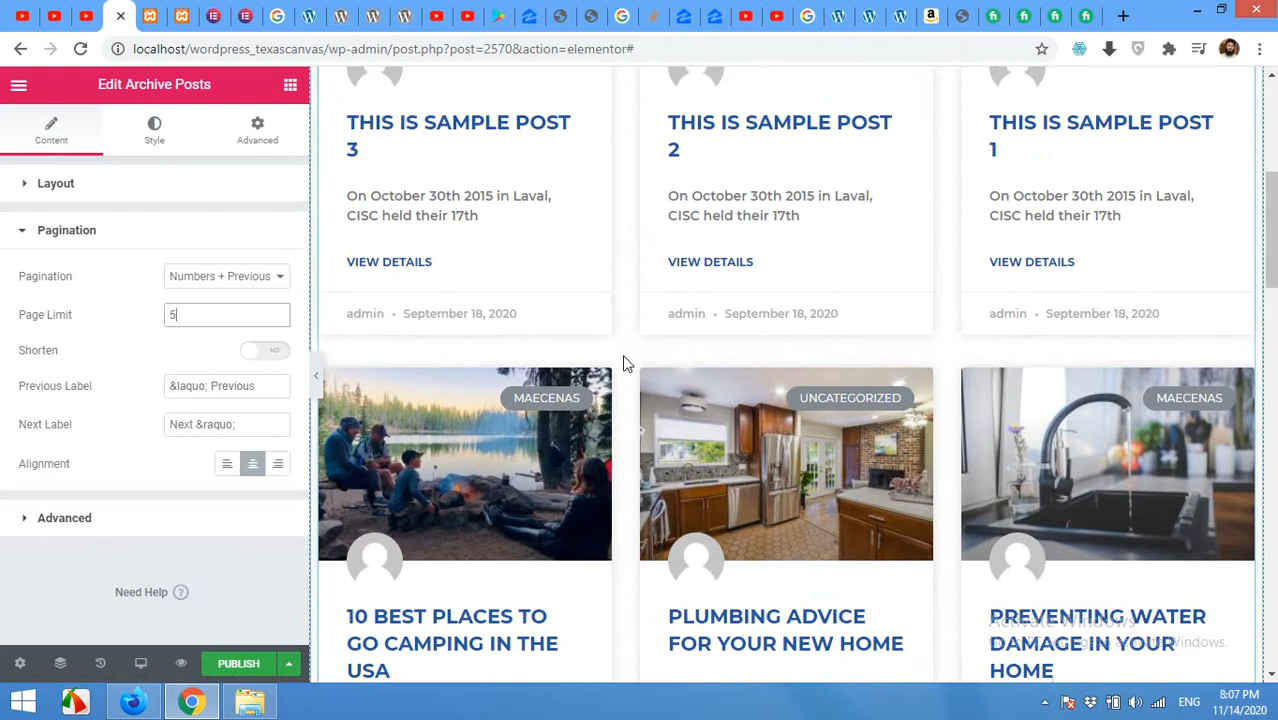 localhost/wordpress_texascanvas/wp-admin/post.php?post=2570&action=elementor#
Edit Archive Posts
Content
Style
Advanced
Layout
Pagination
Pagination
Numbers + Previous
Page Limit
5
Shorten
NO
Previous Label
&laquo; Previous
Next Label
Next &raquo;
Alignment
Advanced
Need Help ?
PUBLISH
THIS IS SAMPLE POST
3
On October 30th 2015 in Laval,
CISC held their 17th
VIEW DETAILS
admin • September 18, 2020
THIS IS SAMPLE POST
2
On October 30th 2015 in Laval,
CISC held their 17th
VIEW DETAILS
admin • September 18, 2020
THIS IS SAMPLE POST
1
On October 30th 2015 in Laval,
CISC held their 17th
VIEW DETAILS
admin • September 18, 2020
MAECENAS
10 BEST PLACES TO
GO CAMPING IN THE
USA
UNCATEGORIZED
PLUMBING ADVICE
FOR YOUR NEW HOME
MAECENAS
PREVENTING WATER
DAMAGE IN YOUR
HOME
Activate Windows
ENG
8:07 PM
11/14/2020